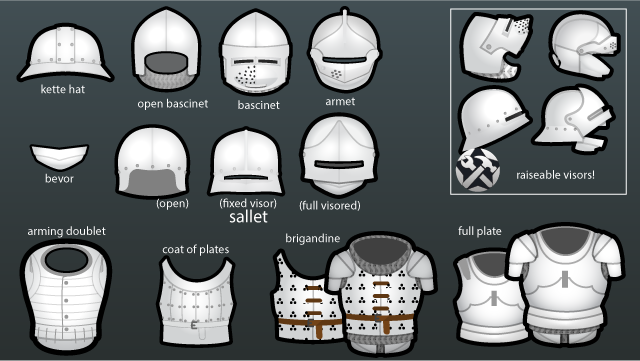 kette hat
open bascinet
bascinet
armet
raiseable visors!
bevor
(open)
(fixed visor)
(full visored)
sallet
arming doublet
coat of plates
brigandine
full plate